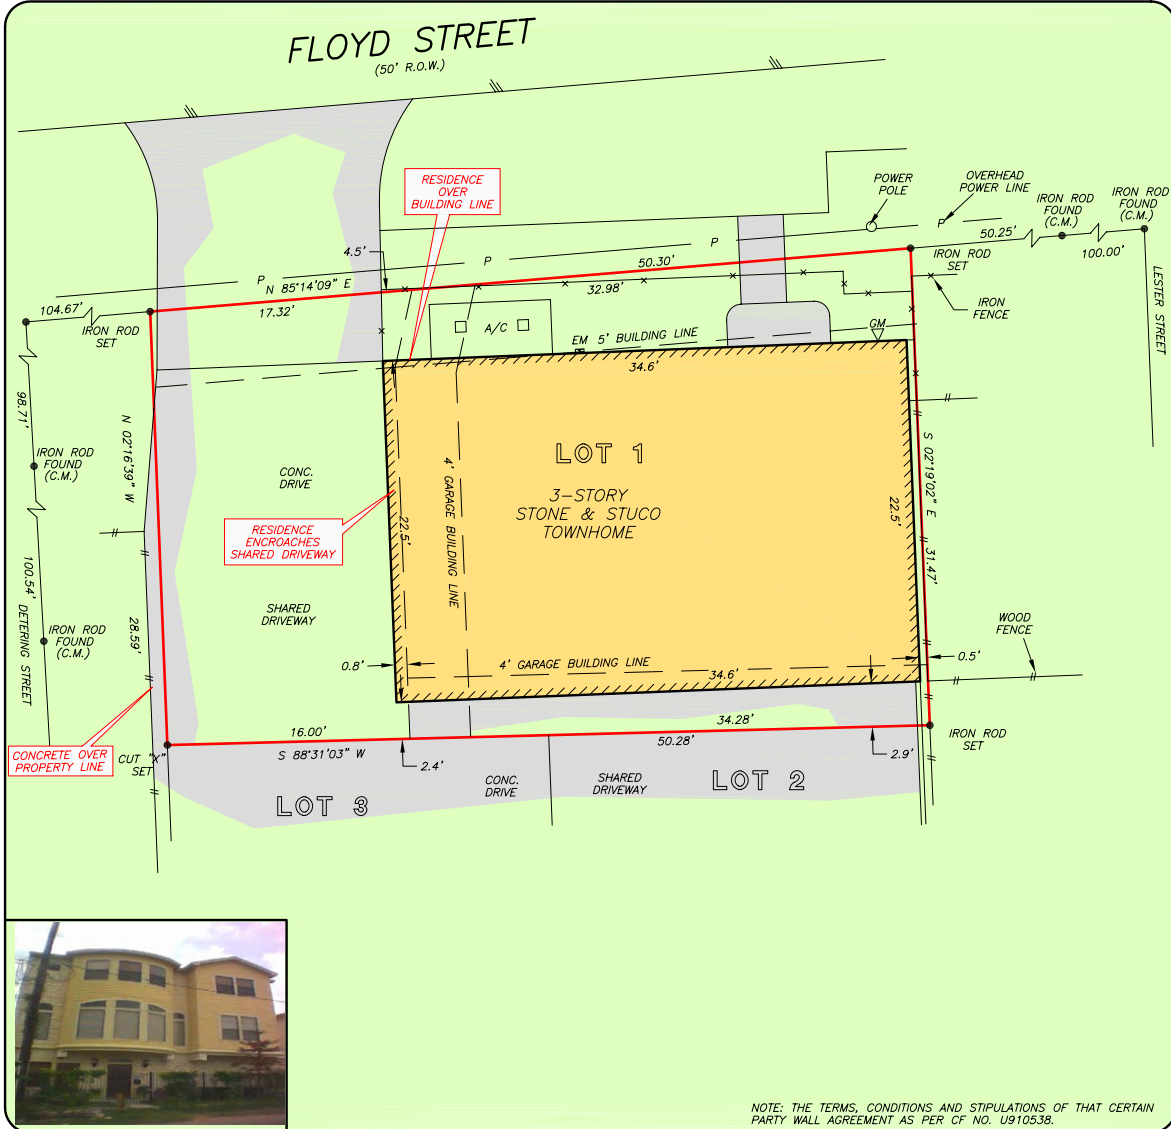 FLOYD STREET
(50' R.O.W.)
RESIDENCE
OVER
BUILDING LINE
POWER
POLE
OVERHEAD
POWER LINE
IRON ROD
FOUND
(C.M.)
IRON ROD
FOUND
(C.M.)
P
P
P
P
4.5'
50.30'
50.25'
100.00'
N 85°14'09" E
17.32'
32.98'
104.67'
IRON ROD
SET
IRON ROD
SET
IRON
FENCE
LESTER STREET
A/C
EM
5' BUILDING LINE
GM
34.6'
98.71'
N 02°16'39" W
IRON ROD
FOUND
(C.M.)
CONC.
DRIVE
LOT 1
3-STORY
STONE & STUCO
TOWNHOME
4' GARAGE BUILDING LINE
22.5'
22.5'
S 02°19'02" E
31.47'
RESIDENCE
ENCROACHES
SHARED DRIVEWAY
100.54'
DETERING STREET
28.59'
IRON ROD
FOUND
(C.M.)
SHARED
DRIVEWAY
WOOD
FENCE
0.8'
4' GARAGE BUILDING LINE
34.6'
0.5'
16.00'
34.28'
S 88°31'03" W
50.28'
IRON ROD
SET
CONCRETE OVER
PROPERTY LINE
CUT "X"
SET
2.4'
2.9'
LOT 3
CONC.
DRIVE
SHARED
DRIVEWAY
LOT 2
NOTE: THE TERMS, CONDITIONS AND STIPULATIONS OF THAT CERTAIN
PARTY WALL AGREEMENT AS PER CF NO. U910538.